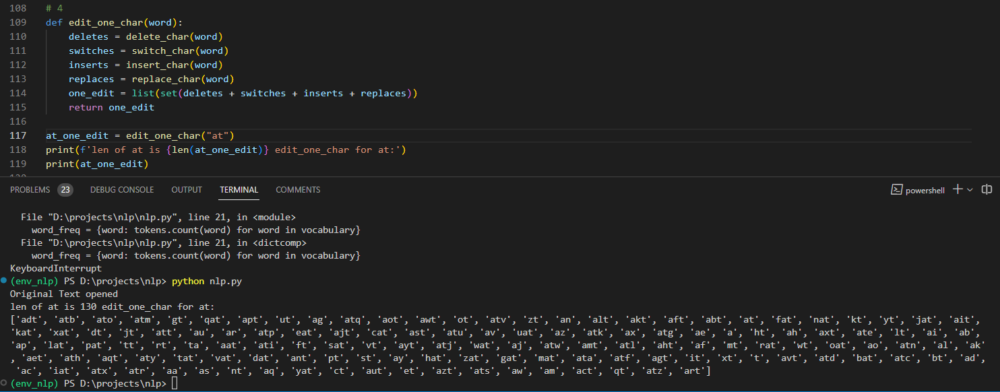 108 # 4
109 def edit_one_char(word):
110 deletes = delete_char(word)
111 switches = switch_char(word)
112 inserts = insert_char(word)
113 replaces = replace_char(word)
114 one_edit = list(set(deletes + switches + inserts + replaces))
115 return one_edit
116
117 at_one_edit = edit_one_char("at")
118 print(f'len of at is {len(at_one_edit)} edit_one_char for at:')
119 print(at_one_edit)
PROBLEMS 23 DEBUG CONSOLE OUTPUT TERMINAL COMMENTS powershell
File "D:\projects\nlp\nlp.py", line 21, in <module>
word_freq = {word: tokens.count(word) for word in vocabulary}
File "D:\projects\nlp\nlp.py", line 21, in <dictcomp>
word_freq = {word: tokens.count(word) for word in vocabulary}
KeyboardInterrupt
(env_nlp) PS D:\projects\nlp> python nlp.py
Original Text opened
len of at is 130 edit_one_char for at:
['adt', 'atb', 'ato', 'atm', 'gt', 'qat', 'apt', 'ut', 'ag', 'atq', 'aot', 'awt', 'ot', 'atv', 'zt', 'an', 'alt', 'akt', 'aft', 'abt', 'at', 'fat', 'nat', 'kt', 'yt', 'jat', 'ait',
'kat', 'xat', 'dt', 'jt', 'att', 'au', 'ar', 'atp', 'eat', 'ajt', 'cat', 'ast', 'atu', 'av', 'uat', 'az', 'atk', 'ax', 'atg', 'ae', 'a', 'ht', 'ah', 'axt', 'ate', 'lt', 'ai', 'ab',
'ap', 'lat', 'pat', 'tt', 'rt', 'ta', 'aat', 'ati', 'ft', 'sat', 'vt', 'ayt', 'atj', 'wat', 'aj', 'atw', 'amt', 'atl', 'aht', 'af', 'mt', 'rat', 'wt', 'oat', 'ao', 'atn', 'al', 'ak'
, 'aet', 'ath', 'aqt', 'aty', 'tat', 'vat', 'dat', 'ant', 'pt', 'st', 'ay', 'hat', 'zat', 'gat', 'mat', 'ata', 'atf', 'agt', 'it', 'xt', 't', 'avt', 'atd', 'bat', 'atc', 'bt', 'ad',
'ac', 'iat', 'atx', 'atr', 'aa', 'as', 'nt', 'aq', 'yat', 'ct', 'aut', 'et', 'azt', 'ats', 'aw', 'am', 'act', 'qt', 'atz', 'art']
(env_nlp) PS D:\projects\nlp>